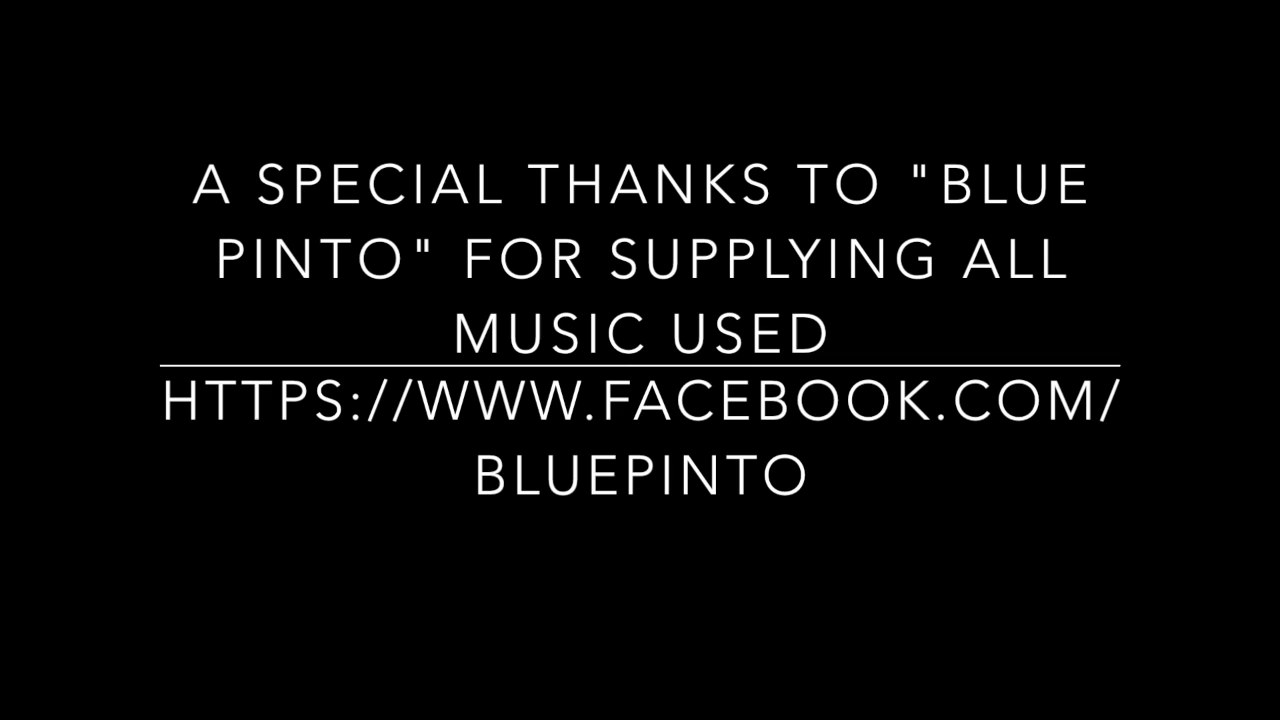 A SPECIAL THANKS TO "BLUE
PINTO" FOR SUPPLYING ALL
MUSIC USED
HTTPS://WWW.FACEBOOK.COM/
BLUEPINTO